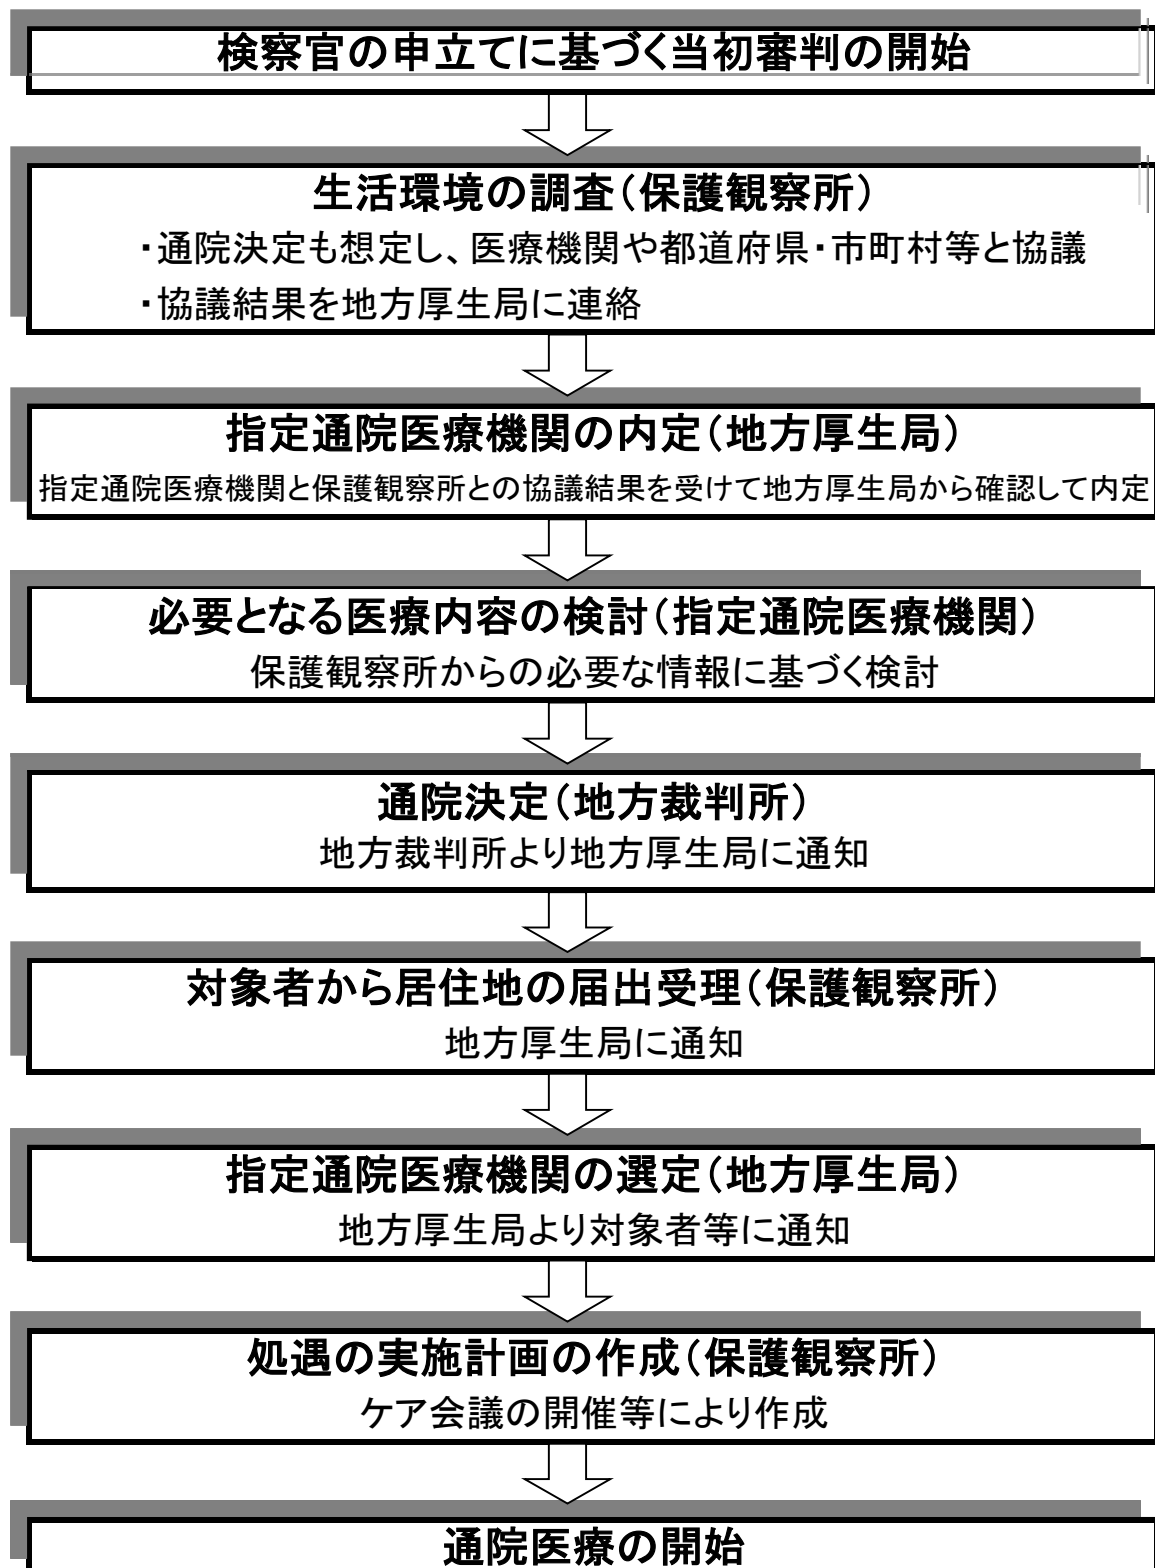 検察官の申立てに基づく当初審判の開始
生活環境の調査(保護観察所)
・通院決定も想定し、医療機関や都道府県・市町村等と協議
・協議結果を地方厚生局に連絡
指定通院医療機関の内定(地方厚生局)
指定通院医療機関と保護観察所との協議結果を受けて地方厚生局から確認して内定
必要となる医療内容の検討(指定通院医療機関)
保護観察所からの必要な情報に基づく検討
通院決定(地方裁判所)
地方裁判所より地方厚生局に通知
対象者から居住地の届出受理(保護観察所)
地方厚生局に通知
指定通院医療機関の選定(地方厚生局)
地方厚生局より対象者等に通知
処遇の実施計画の作成(保護観察所)
ケア会議の開催等により作成
通院医療の開始